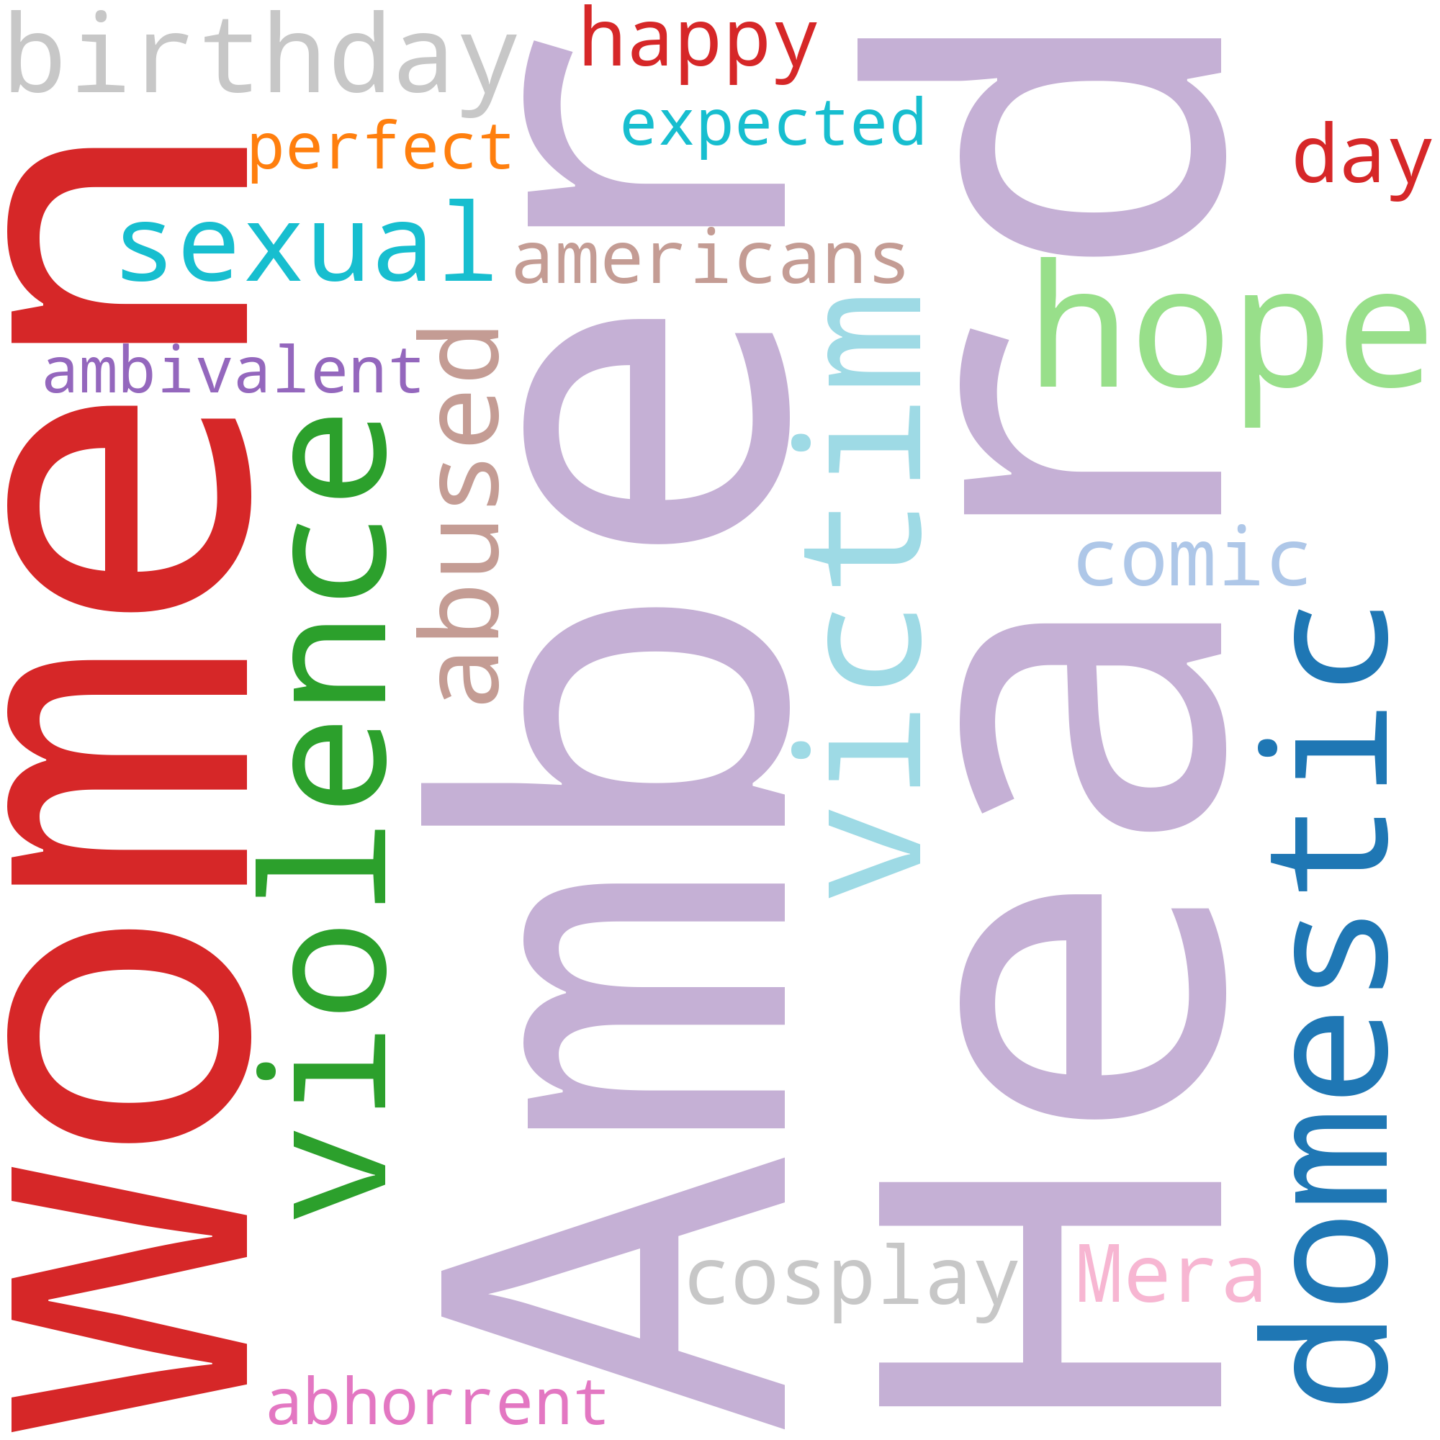 birthday
happy
perfect
expected
day
sexual
americans
hope
ambivalent
women
violence
abused
Amber Heard
victim
comic
domestic
cosplay
Mera
abhorrent